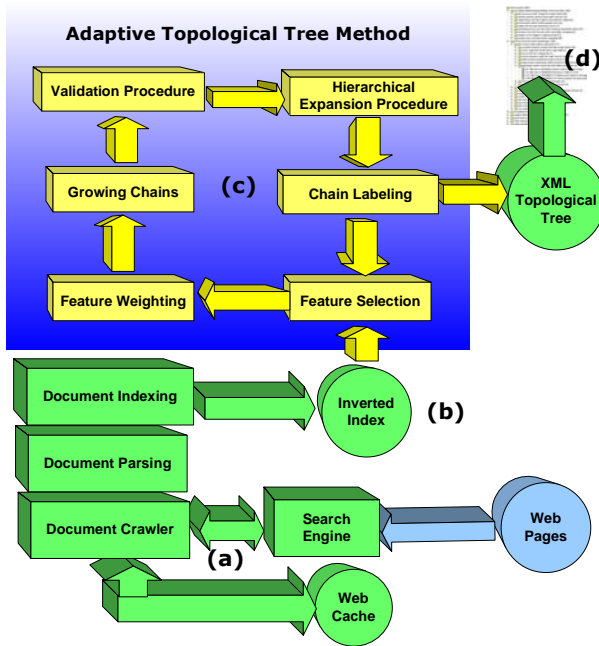 Adaptive Topological Tree Method
(d)
Validation Procedure
Hierarchical
Expansion Procedure
Growing Chains
(c)
Chain Labeling
XML
Topological
Tree
Feature Weighting
Feature Selection
Document Indexing
Inverted
Index
(b)
Document Parsing
Document Crawler
(a)
Search
Engine
Web
Pages
Web
Cache